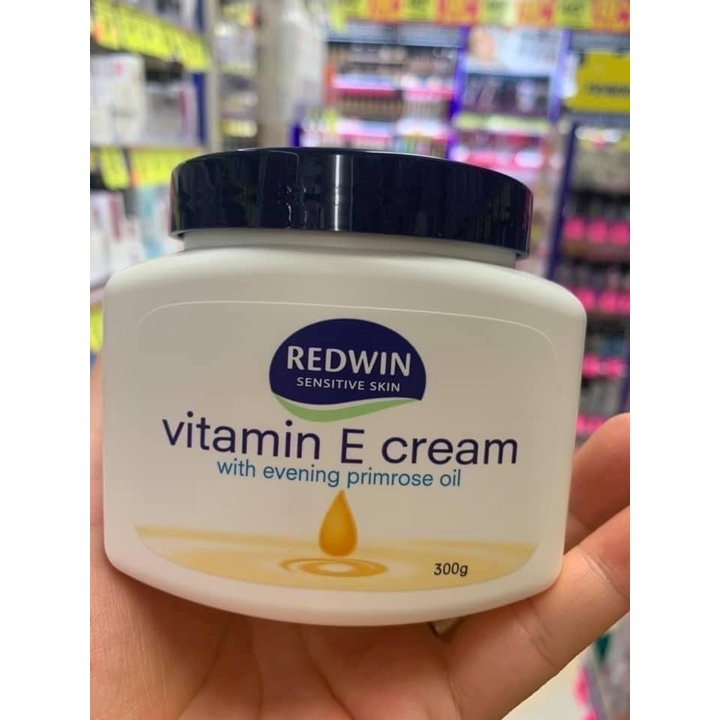 REDWIN
SENSITIVE SKIN
vitamin E cream
with evening primrose oil
300g